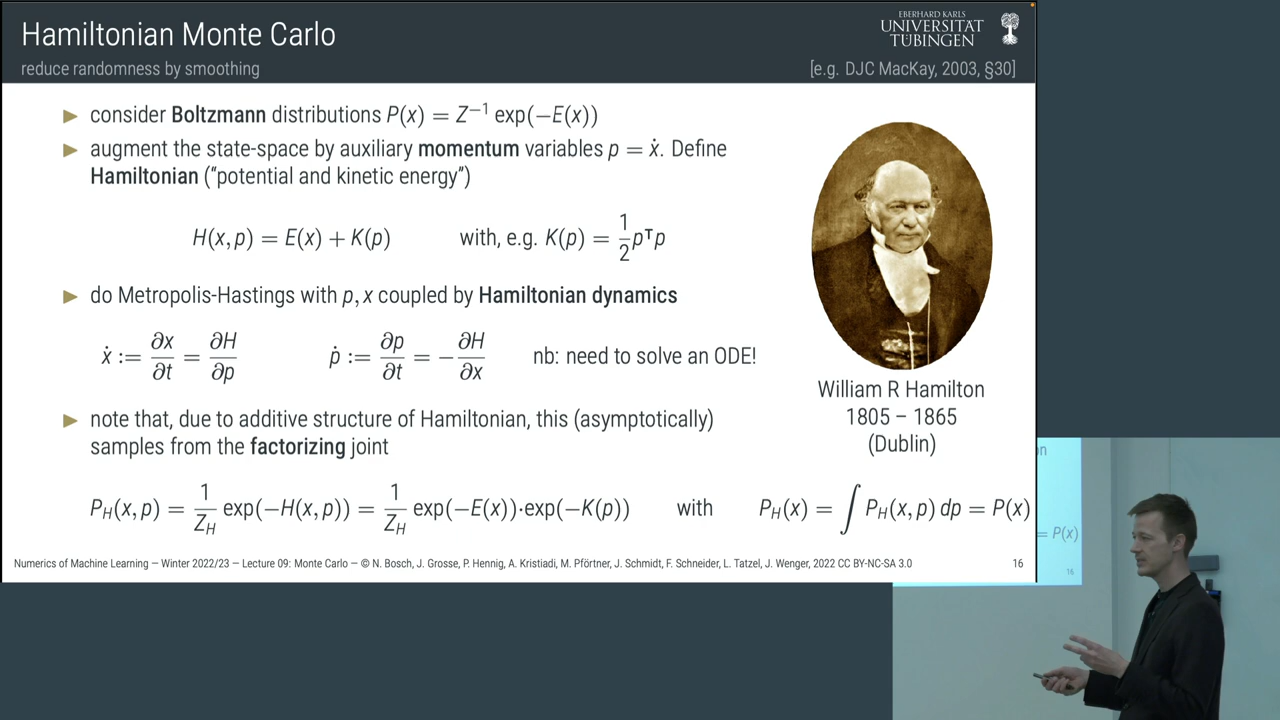 Hamiltonian Monte Carlo
reduce randomness by smoothing
EBERHARD KARLS
UNIVERSITÄT
TÜBINGEN
[e.g. DJC MacKay, 2003, §30]
► consider Boltzmann distributions P(x) = Z⁻¹ exp(−E(x))
► augment the state-space by auxiliary momentum variables p = ẋ. Define
Hamiltonian (“potential and kinetic energy”)
H(x, p) = E(x) + K(p) with, e.g. K(p) = 1/2 pᵀp
► do Metropolis-Hastings with p, x coupled by Hamiltonian dynamics
ẋ := ∂x/∂t = ∂H/∂p ṗ := ∂p/∂t = −∂H/∂x nb: need to solve an ODE!
► note that, due to additive structure of Hamiltonian, this (asymptotically)
samples from the factorizing joint
P_H(x, p) = 1/Z_H exp(−H(x, p)) = 1/Z_H exp(−E(x))·exp(−K(p)) with P_H(x) = ∫ P_H(x, p) dp = P(x)
William R Hamilton
1805 – 1865
(Dublin)
Numerics of Machine Learning — Winter 2022/23 — Lecture 09: Monte Carlo — © N. Bosch, J. Grosse, P. Hennig, A. Kristiadi, M. Pförtner, J. Schmidt, F. Schneider, L. Tatzel, J. Wenger, 2022 CC BY-NC-SA 3.0
16
on
= P(x)
16